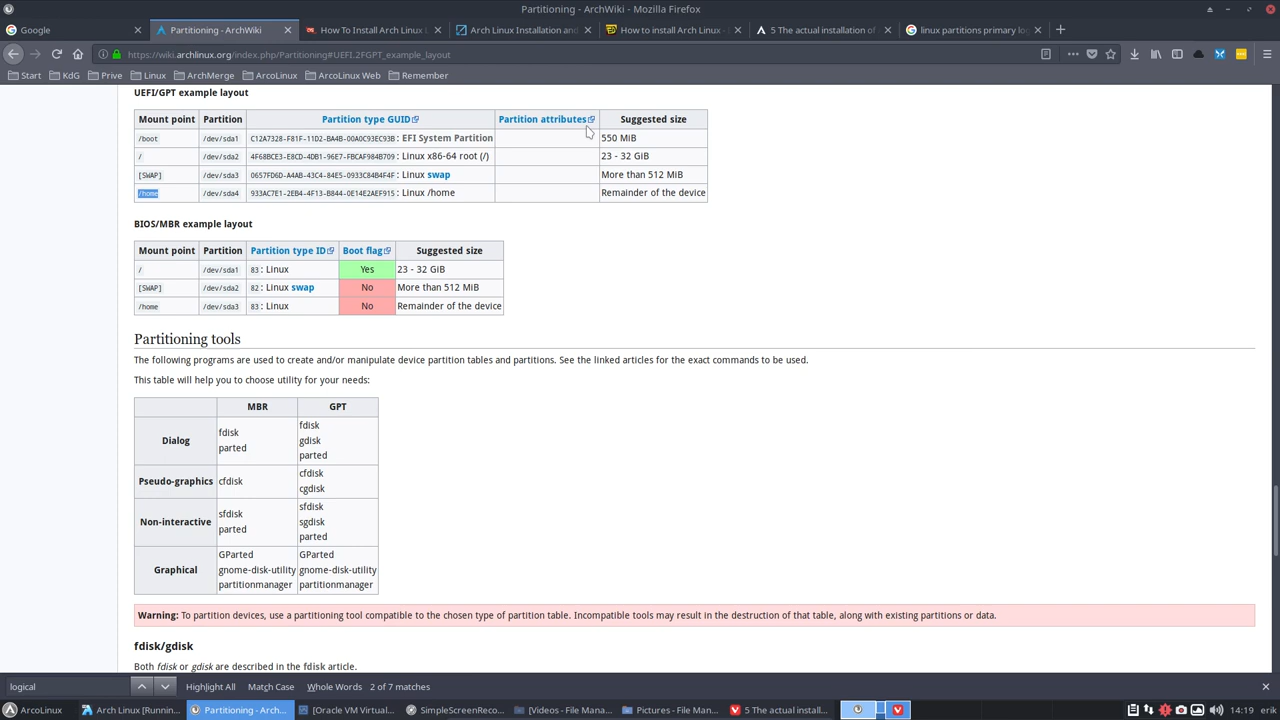 Partitioning - ArchWiki - Mozilla Firefox
Google
Partitioning - ArchWiki
How To Install Arch Linux L
Arch Linux Installation and
How to install Arch Linux -
5 The actual installation of
linux partitions primary log
https://wiki.archlinux.org/index.php/Partitioning#UEFI.2FGPT_example_layout
Start KdG Prive Linux ArchMerge ArcoLinux ArcoLinux Web Remember
UEFI/GPT example layout
Mount point Partition Partition type GUID Partition attributes Suggested size
/boot /dev/sda1 C12A7328-F81F-11D2-BA4B-00A0C93EC93B: EFI System Partition 550 MiB
/ /dev/sda2 4F68BCE3-E8CD-4DB1-96E7-FBCAF984B709: Linux x86-64 root (/) 23 - 32 GiB
[SWAP] /dev/sda3 0657FD6D-A4AB-43C4-84E5-0933C84B4F4F: Linux swap More than 512 MiB
/home /dev/sda4 933AC7E1-2EB4-4F13-B844-0E14E2AEF915: Linux /home Remainder of the device
BIOS/MBR example layout
Mount point Partition Partition type ID Boot flag Suggested size
/ /dev/sda1 83: Linux Yes 23 - 32 GiB
[SWAP] /dev/sda2 82: Linux swap No More than 512 MiB
/home /dev/sda3 83: Linux No Remainder of the device
Partitioning tools
The following programs are used to create and/or manipulate device partition tables and partitions. See the linked articles for the exact commands to be used.
This table will help you to choose utility for your needs:
MBR GPT
Dialog
fdisk
parted
fdisk
gdisk
parted
Pseudo-graphics
cfdisk
cfdisk
cgdisk
Non-interactive
sfdisk
parted
sfdisk
sgdisk
parted
Graphical
GParted
gnome-disk-utility
partitionmanager
GParted
gnome-disk-utility
partitionmanager
Warning: To partition devices, use a partitioning tool compatible to the chosen type of partition table. Incompatible tools may result in the destruction of that table, along with existing partitions or data.
fdisk/gdisk
Both fdisk or gdisk are described in the fdisk article.
logical Highlight All Match Case Whole Words 2 of 7 matches
ArcoLinux Arch Linux [Runnin... Partitioning - Arch... [Oracle VM Virtual... SimpleScreenReco... [Videos - File Mana... Pictures - File Man... 5 The actual install... 14:19 erik